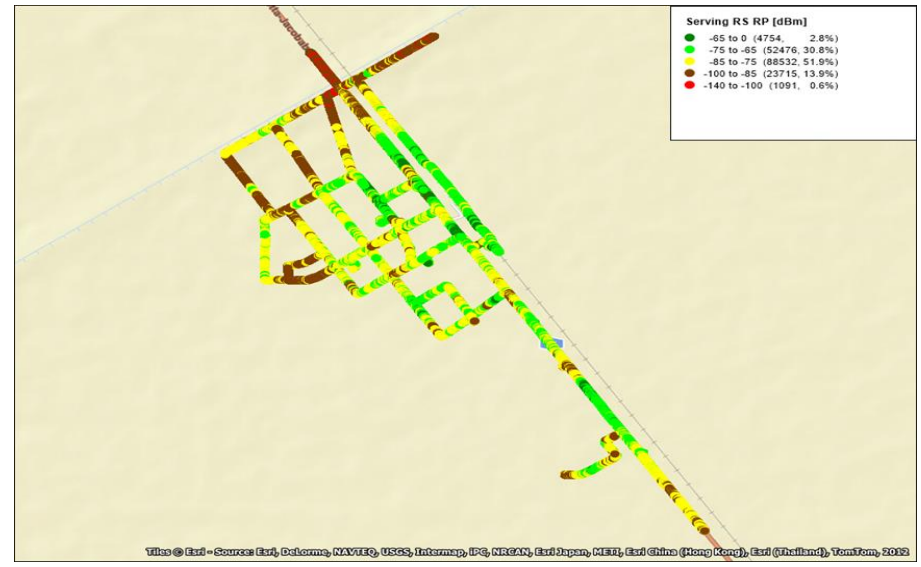 Serving RS RP [dBm]
-65 to 0 (4754, 2.8%)
-75 to -65 (52476, 30.8%)
-85 to -75 (88532, 51.9%)
-100 to -85 (23715, 13.9%)
-140 to -100 (1091, 0.6%)
Tiles © Esri - Source: Esri, DeLorme, NAVTEQ, USGS, Intermap, iPC, NRCAN, Esri Japan, METI, Esri China (Hong Kong), Esri (Thailand), TomTom, 2012